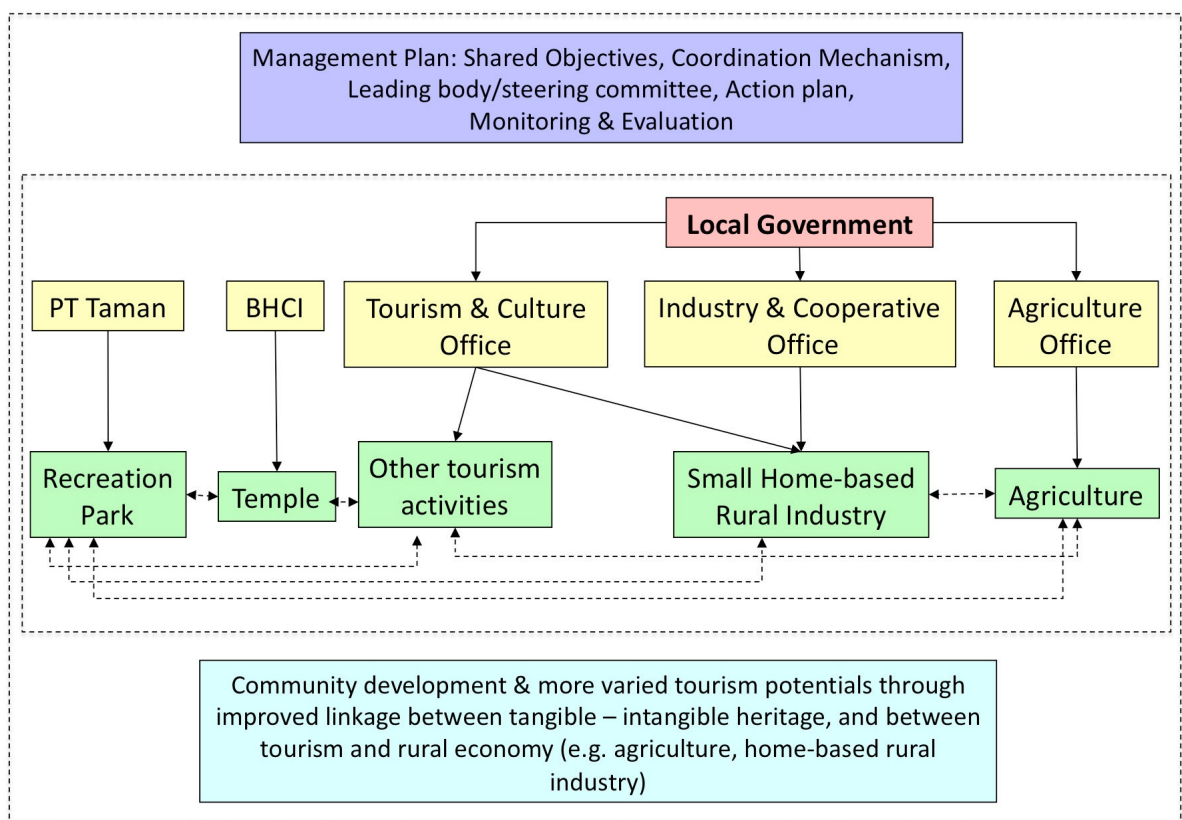 Management Plan: Shared Objectives, Coordination Mechanism,
Leading body/steering committee, Action plan,
Monitoring & Evaluation
Local Government
PT Taman
BHCI
Tourism & Culture
Office
Industry & Cooperative
Office
Agriculture
Office
Recreation
Park
Temple
Other tourism
activities
Small Home-based
Rural Industry
Agriculture
Community development & more varied tourism potentials through
improved linkage between tangible – intangible heritage, and between
tourism and rural economy (e.g. agriculture, home-based rural
industry)